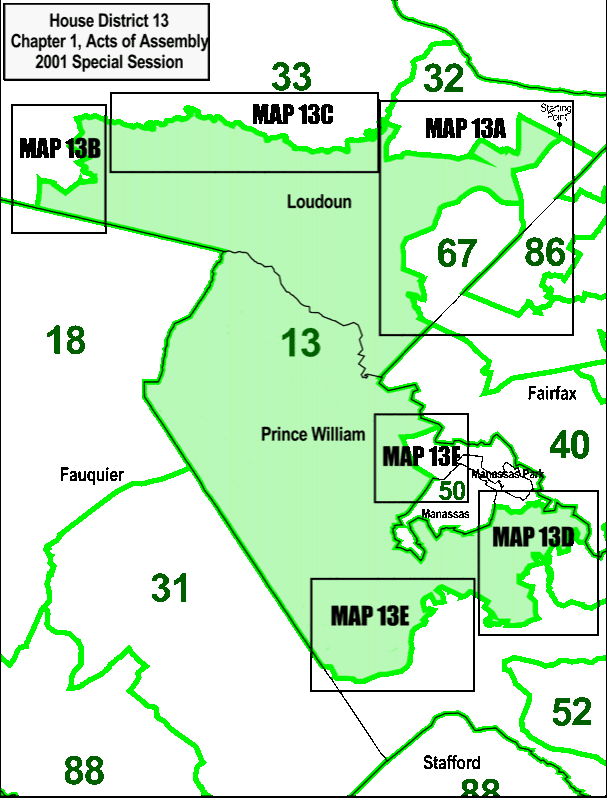 House District 13
Chapter 1, Acts of Assembly
2001 Special Session
33
32
MAP 13C
MAP 13A
Starting
Point
MAP 13B
Loudoun
67
86
18
13
Fairfax
Prince William
MAP 13F
40
Manassas Park
Fauquier
50
Manassas
MAP 13D
31
MAP 13E
52
Stafford
88
88